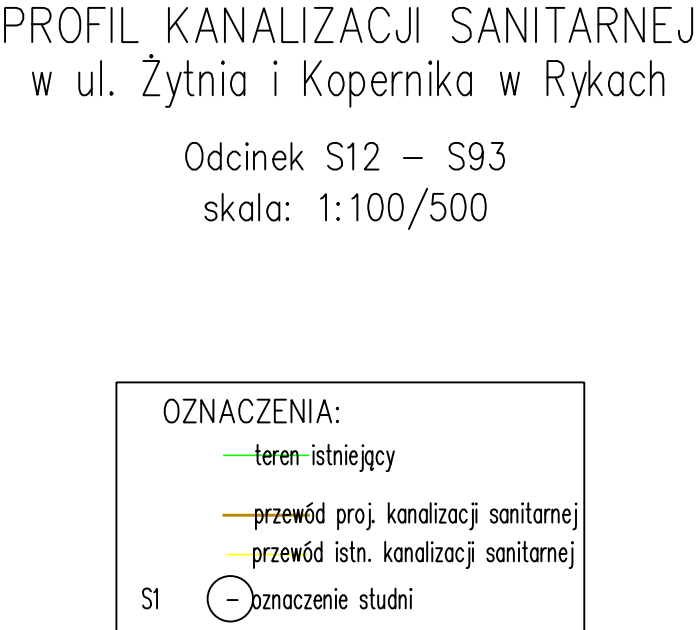 PROFIL KANALIZACJI SANITARNEJ
w ul. Żytnia i Kopernika w Rykach
Odcinek S12 – S93
skala: 1:100/500
OZNACZENIA:
teren istniejący
przewód proj. kanalizacji sanitarnej
przewód istn. kanalizacji sanitarnej
S1 – oznaczenie studni